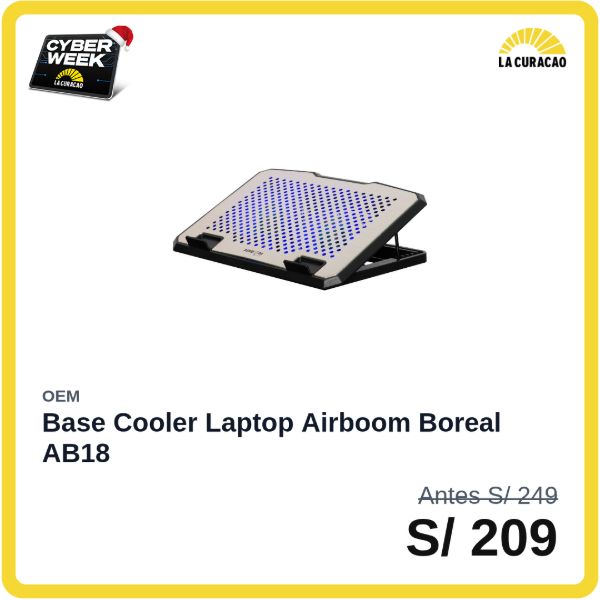 CYBER
WEEK
LA CURACAO
LA CURACAO
OEM
Base Cooler Laptop Airboom Boreal
AB18
Antes S/ 249
S/ 209